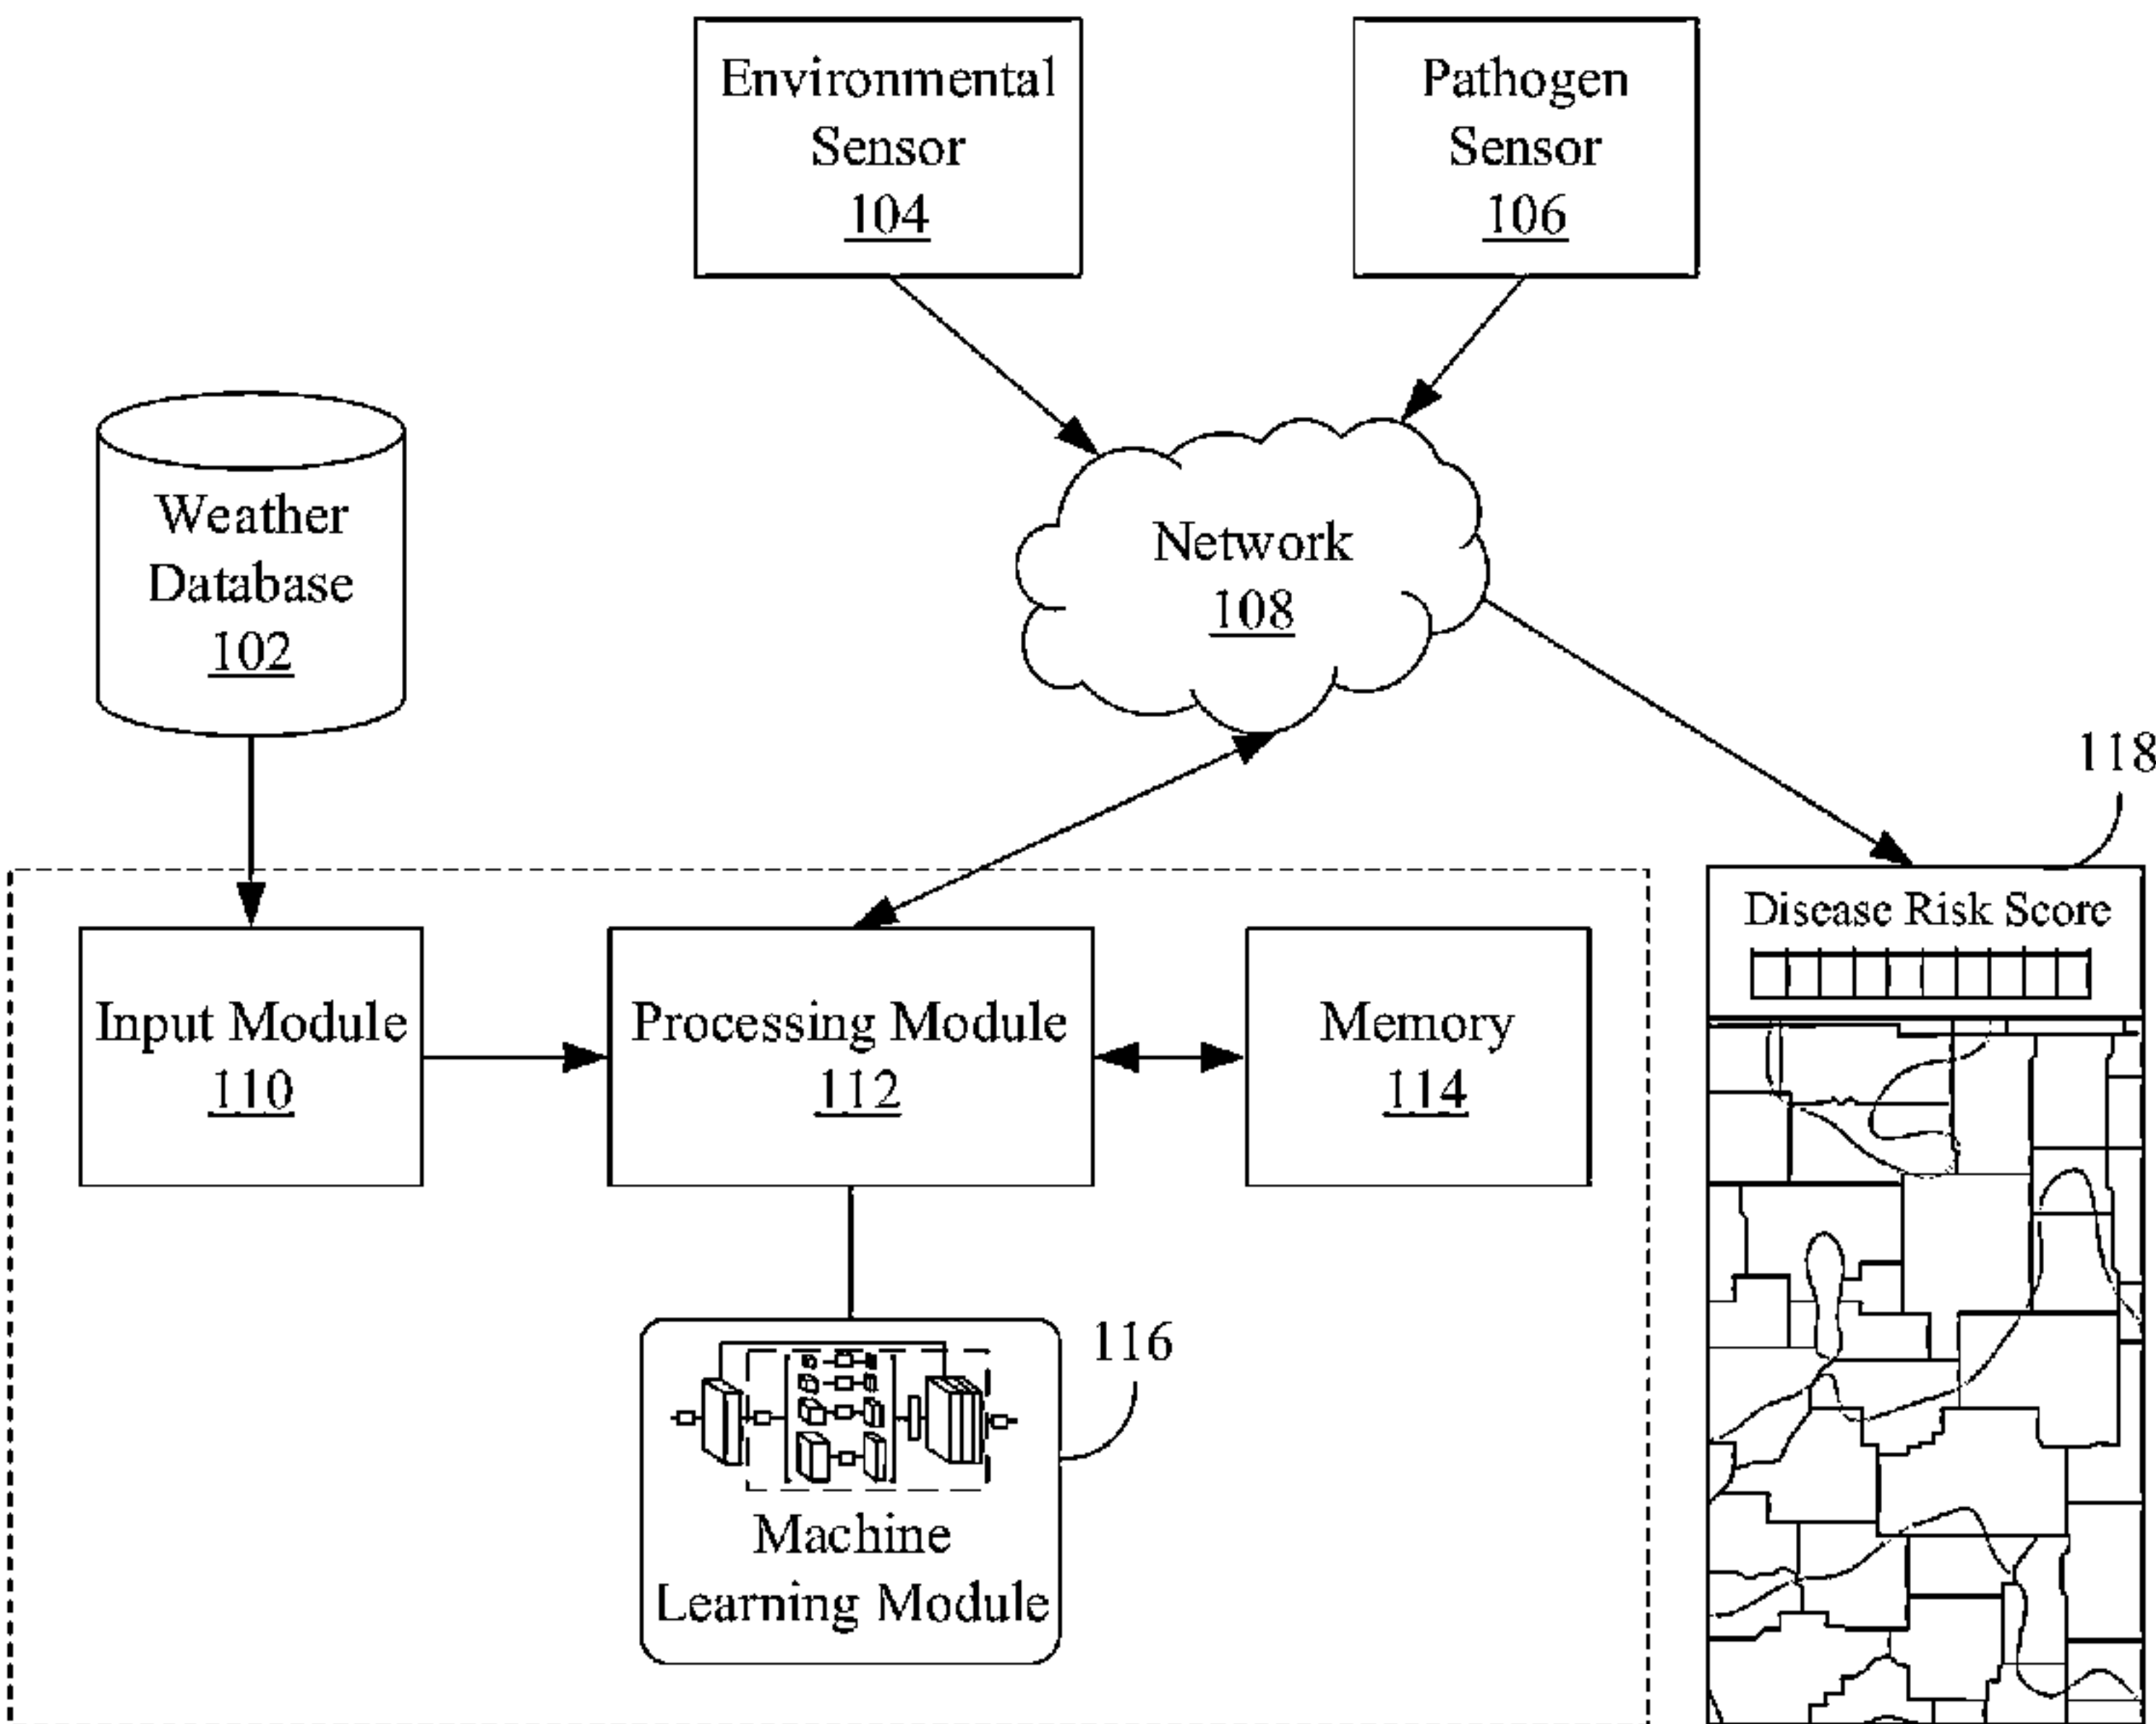 Environmental
Sensor
104
Pathogen
Sensor
106
Weather
Database
102
Network
108
118
Disease Risk Score
Input Module
110
Processing Module
112
Memory
114
116
Machine
Learning Module